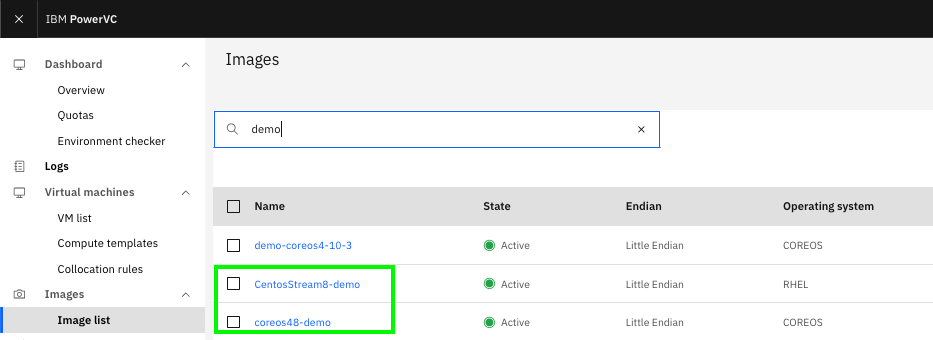 IBM PowerVC
Dashboard
Overview
Quotas
Environment checker
Logs
Virtual machines
VM list
Compute templates
Collocation rules
Images
Image list
Images
demo
Name State Endian Operating system
demo-coreos4-10-3 Active Little Endian COREOS
CentosStream8-demo Active Little Endian RHEL
coreos48-demo Active Little Endian COREOS